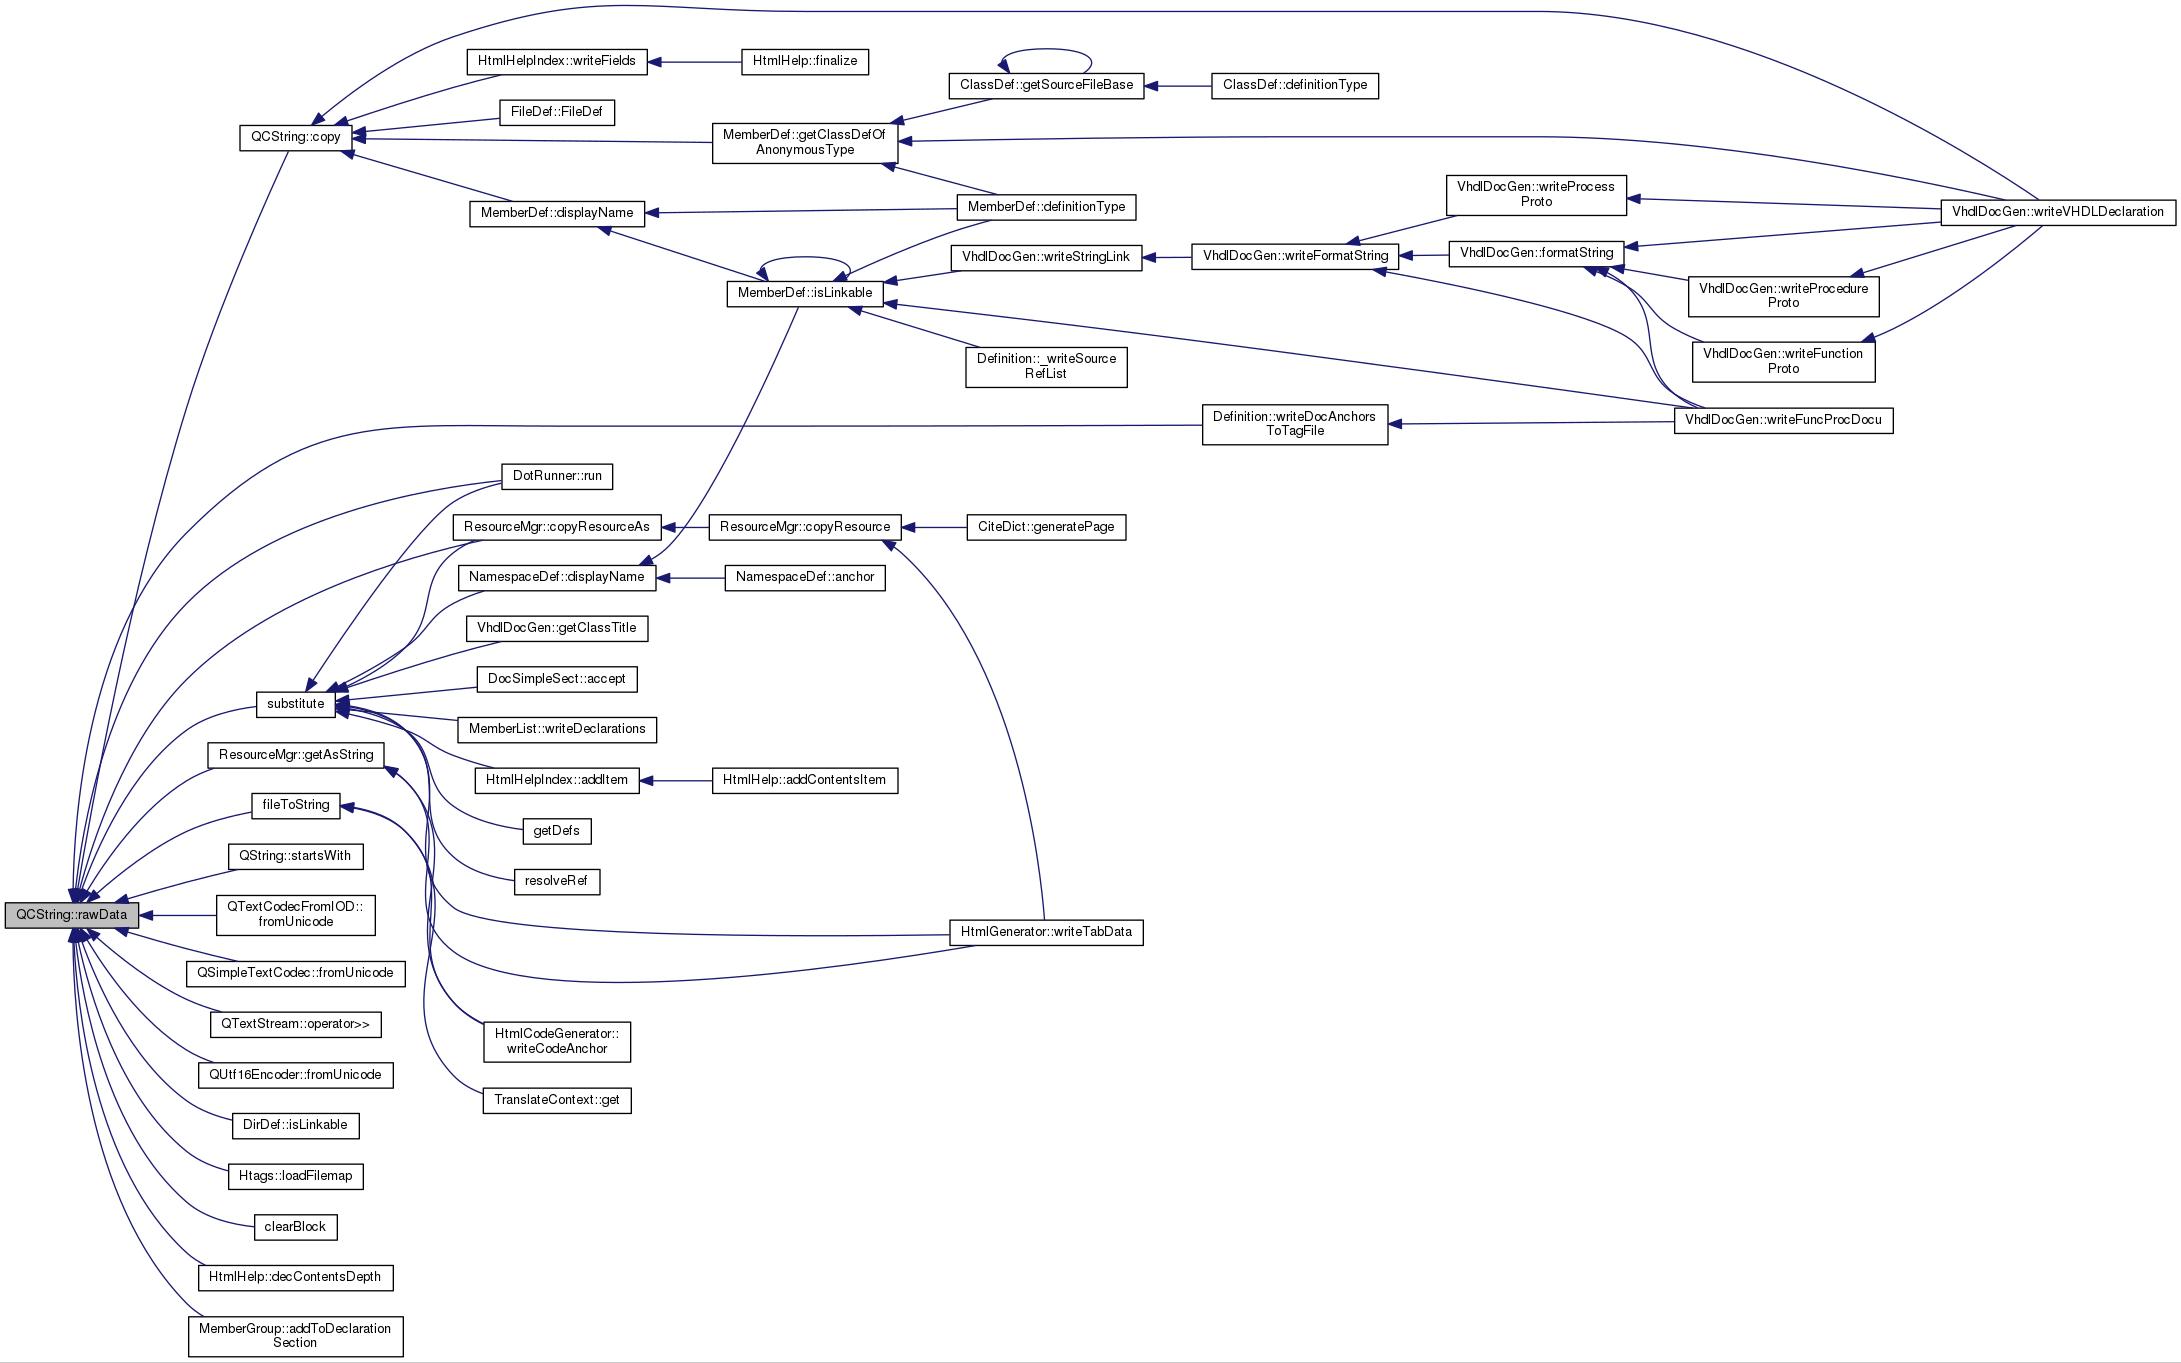 HtmlHelpIndex::writeFields
HtmlHelp::finalize
ClassDef::getSourceFileBase
ClassDef::definitionType
FileDef::FileDef
QCString::copy
MemberDef::getClassDefOf
AnonymousType
VhdlDocGen::writeProcess
Proto
MemberDef::displayName
MemberDef::definitionType
VhdlDocGen::writeVHDLDeclaration
VhdlDocGen::writeStringLink
VhdlDocGen::writeFormatString
VhdlDocGen::formatString
MemberDef::isLinkable
VhdlDocGen::writeProcedure
Proto
Definition::_writeSource
RefList
VhdlDocGen::writeFunction
Proto
Definition::writeDocAnchors
ToTagFile
VhdlDocGen::writeFuncProcDocu
DotRunner::run
ResourceMgr::copyResourceAs
ResourceMgr::copyResource
CiteDict::generatePage
NamespaceDef::displayName
NamespaceDef::anchor
VhdlDocGen::getClassTitle
DocSimpleSect::accept
substitute
MemberList::writeDeclarations
ResourceMgr::getAsString
HtmlHelpIndex::addItem
HtmlHelp::addContentsItem
fileToString
getDefs
QString::startsWith
resolveRef
QCString::rawData
QTextCodecFromIOD::
fromUnicode
HtmlGenerator::writeTabData
QSimpleTextCodec::fromUnicode
QTextStream::operator>>
HtmlCodeGenerator::
writeCodeAnchor
QUtf16Encoder::fromUnicode
TranslateContext::get
DirDef::isLinkable
Htags::loadFilemap
clearBlock
HtmlHelp::decContentsDepth
MemberGroup::addToDeclaration
Section